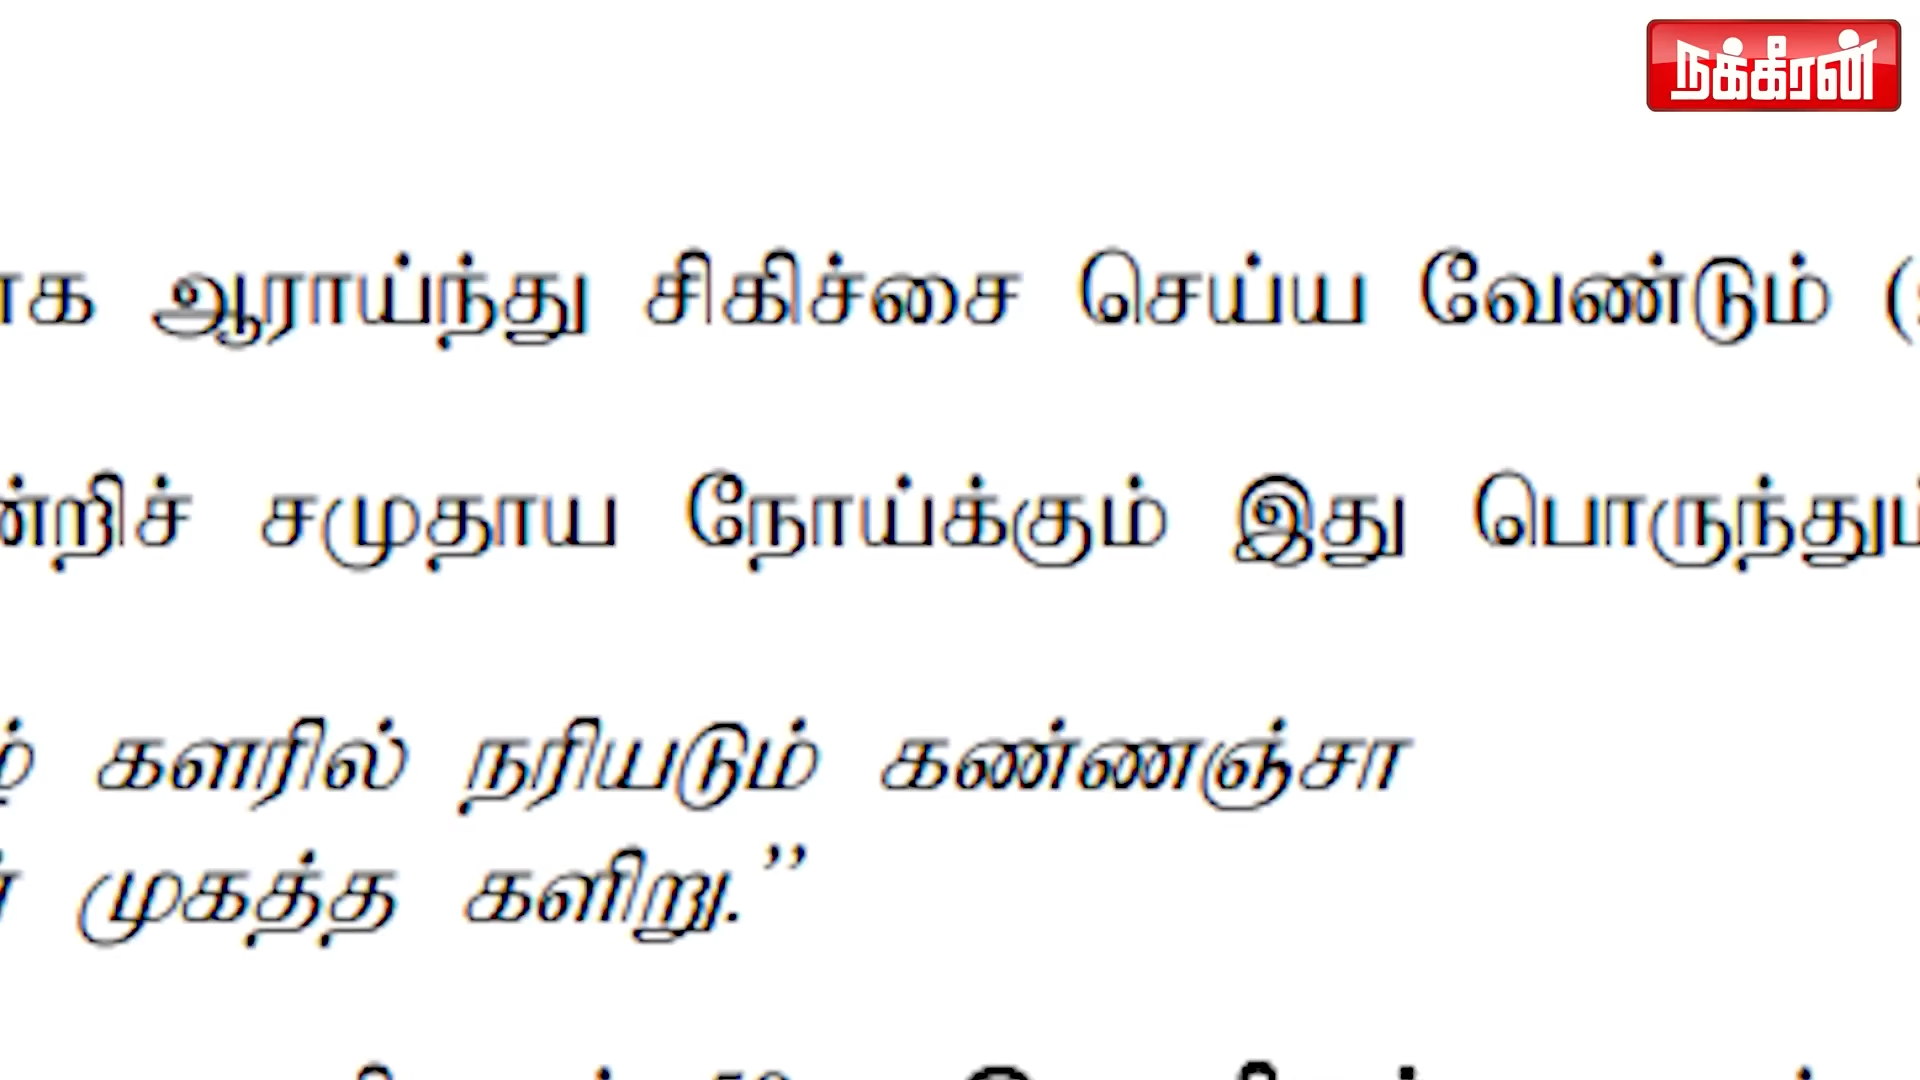 நக்கீரன்
ஆராய்ந்து சிகிச்சை செய்ய வேண்டும் (
சமுதாய நோய்க்கும் இது பொருந்தும்
களரில் நரியடும் கண்ணஞ்சா
முகத்த களிறு.”